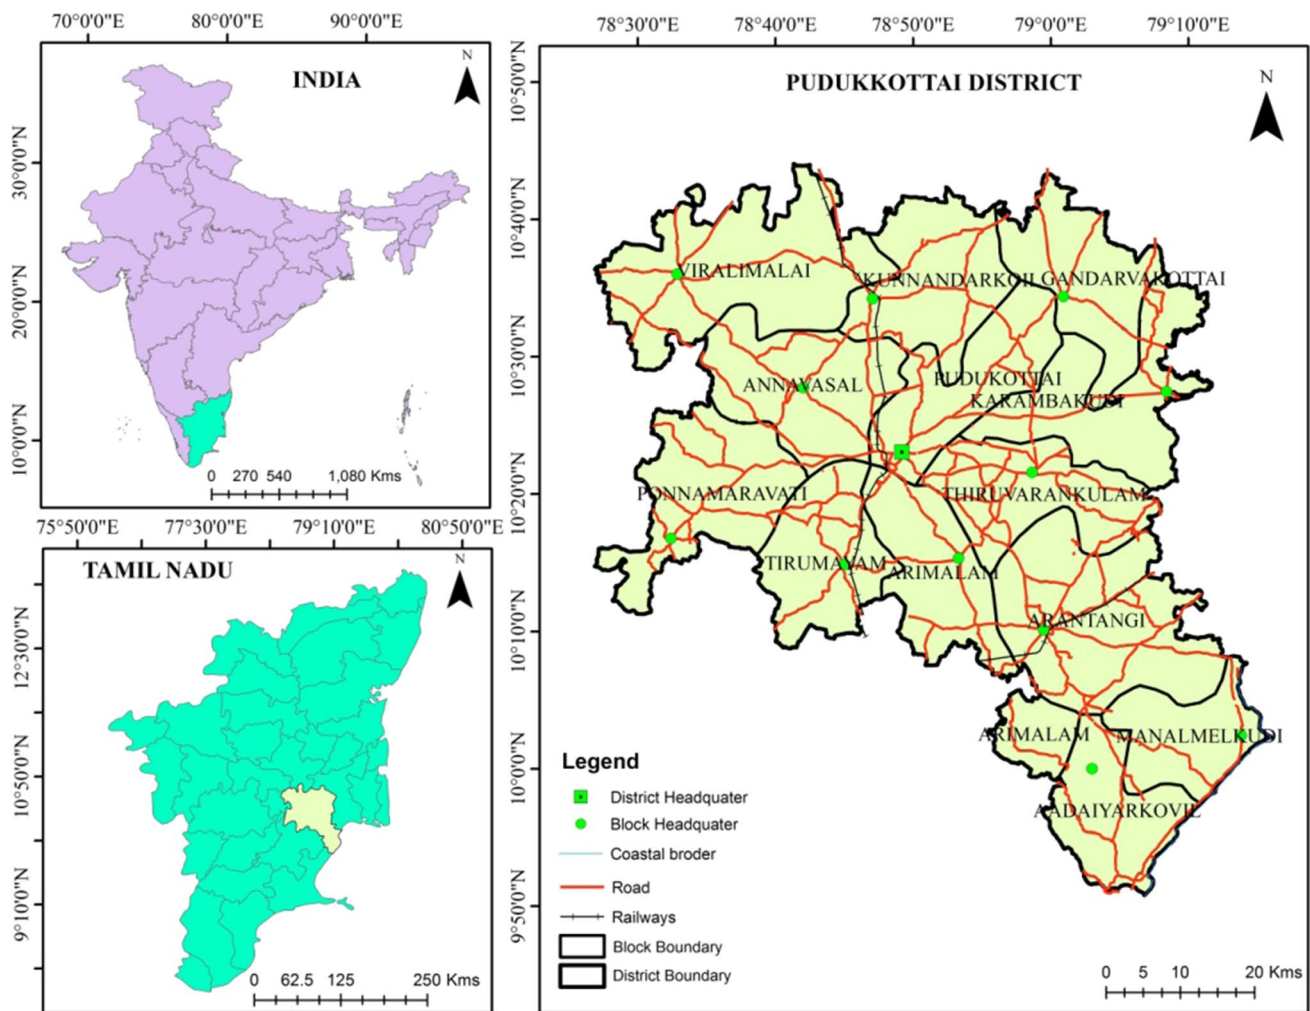 70°0'0"E 80°0'0"E 90°0'0"E
INDIA
N
30°0'0"N
20°0'0"N
10°0'0"N
0 270 540 1,080 Kms
75°50'0"E 77°30'0"E 79°10'0"E 80°50'0"E
TAMIL NADU
N
12°30'0"N
10°50'0"N
9°10'0"N
0 62.5 125 250 Kms
78°30'0"E 78°40'0"E 78°50'0"E 79°0'0"E 79°10'0"E
PUDUKKOTTAI DISTRICT
N
10°50'0"N
10°40'0"N
10°30'0"N
10°20'0"N
10°10'0"N
10°0'0"N
9°50'0"N
VIRALIMALAI
KUNNANDARKOIL
GANDARVAKOTTAI
ANNAVASAL
PUDUKOTTAI
KARAMBAKUDI
PONNAMARAVATI
THIRUVARANKULAM
TIRUMAYAM
ARIMALAM
ARANTANGI
ARIMALAM
MANALMELKUDI
AADAIYARKOVIL
Legend
District Headquater
Block Headquater
Coastal broder
Road
Railways
Block Boundary
District Boundary
0 5 10 20 Kms